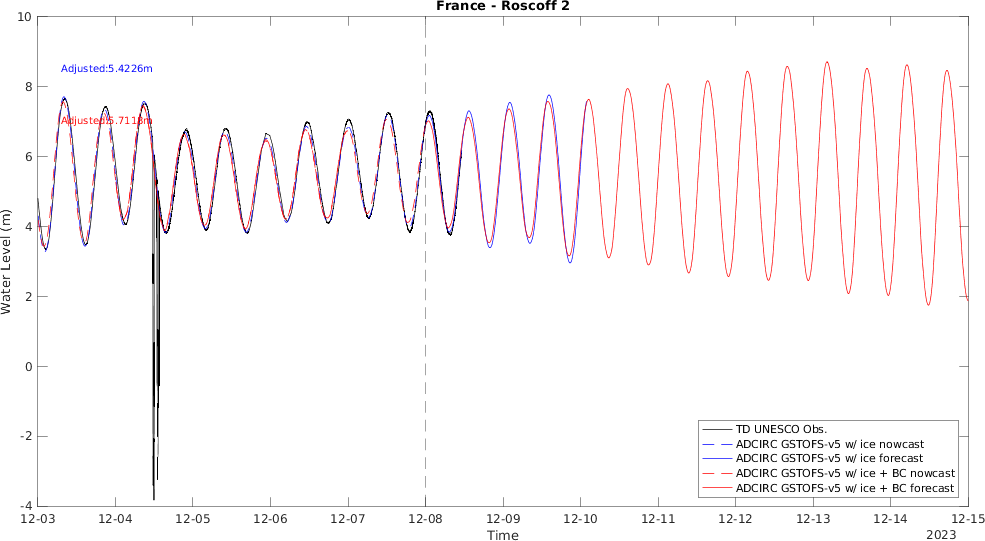 France - Roscoff 2
10
8
6
4
2
0
-2
-4
Water Level (m)
Adjusted:5.4226m
Adjusted:5.7118m
TD UNESCO Obs.
ADCIRC GSTOFS-v5 w/ ice nowcast
ADCIRC GSTOFS-v5 w/ ice forecast
ADCIRC GSTOFS-v5 w/ ice + BC nowcast
ADCIRC GSTOFS-v5 w/ ice + BC forecast
12-03 12-04 12-05 12-06 12-07 12-08 12-09 12-10 12-11 12-12 12-13 12-14 12-15
Time
2023